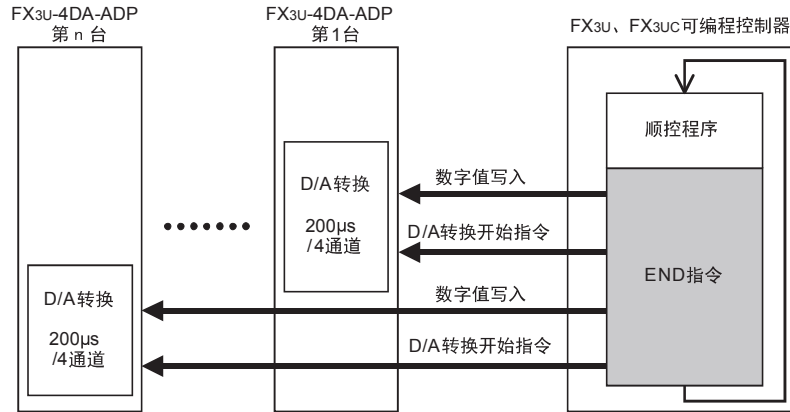 FX3U-4DA-ADP
第 n 台
FX3U-4DA-ADP
第1台
FX3U、FX3UC可编程控制器
顺控程序
END指令
D/A转换
200μs
/4通道
数字值写入
D/A转换开始指令
D/A转换
200μs
/4通道
数字值写入
D/A转换开始指令